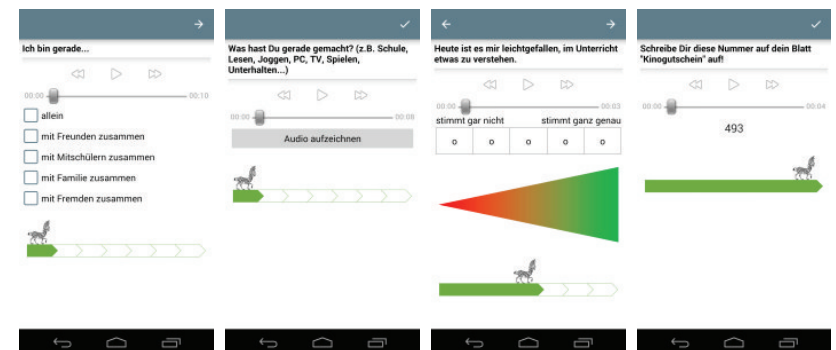 Ich bin gerade...
00:00
00:10
allein
mit Freunden zusammen
mit Mitschülern zusammen
mit Familie zusammen
mit Fremden zusammen
Was hast Du gerade gemacht? (z.B. Schule,
Lesen, Joggen, PC, TV, Spielen,
Unterhalten...)
00:00
00:08
Audio aufzeichnen
Heute ist es mir leichtgefallen, im Unterricht
etwas zu verstehen.
00:00
00:03
stimmt gar nicht stimmt ganz genau
o o o o o
Schreibe Dir diese Nummer auf dein Blatt
"Kinogutschein" auf!
00:00
00:04
493